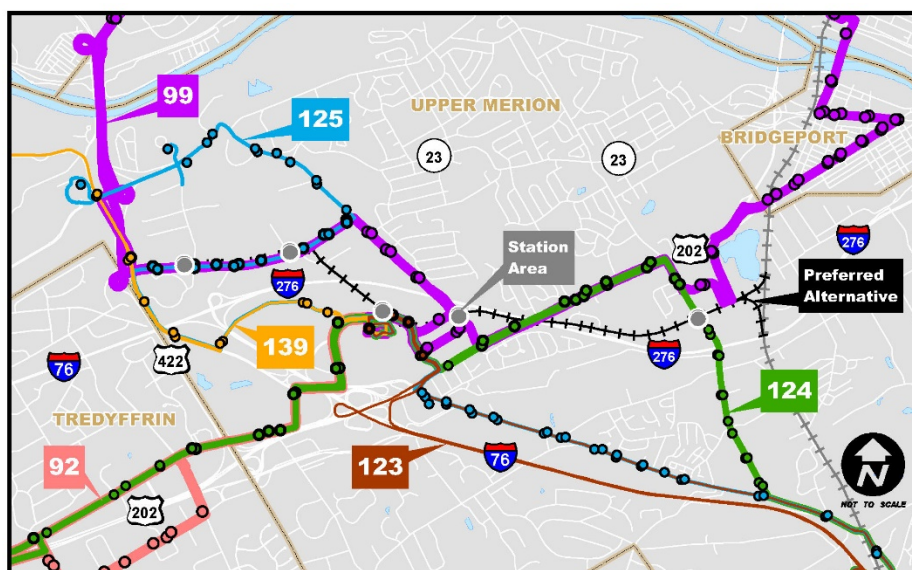 99
125
UPPER MERION
23
23
BRIDGEPORT
202
276
Station
Area
276
Preferred
Alternative
139
276
76
422
124
TREDYFFRIN
92
123
76
202
N
NOT TO SCALE